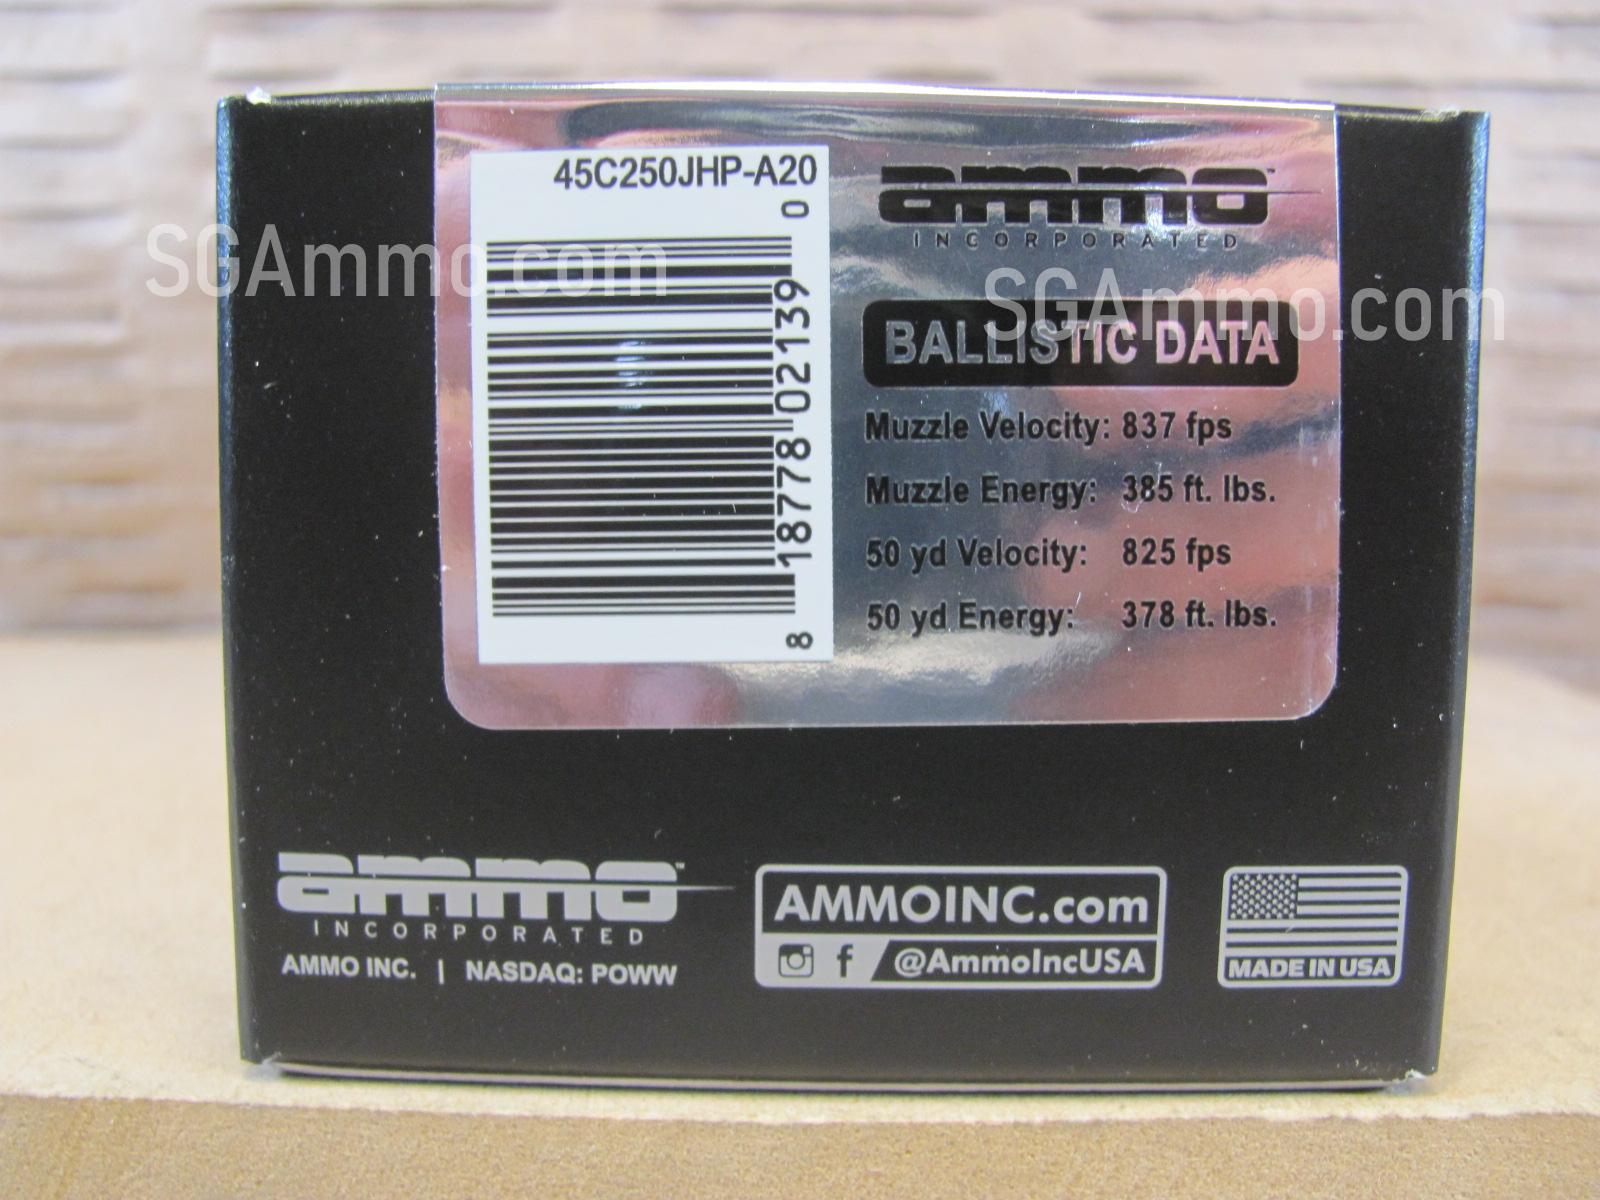 45C250JHP-A20
8 18778 02139 0
ammo™
INCORPORATED
BALLISTIC DATA
Muzzle Velocity: 837 fps
Muzzle Energy: 385 ft. lbs.
50 yd Velocity: 825 fps
50 yd Energy: 378 ft. lbs.
SGAmmo.com
SGAmmo.com
ammo™
INCORPORATED
AMMO INC. | NASDAQ: POWW
AMMOINC.com
f @AmmoIncUSA
MADE IN USA